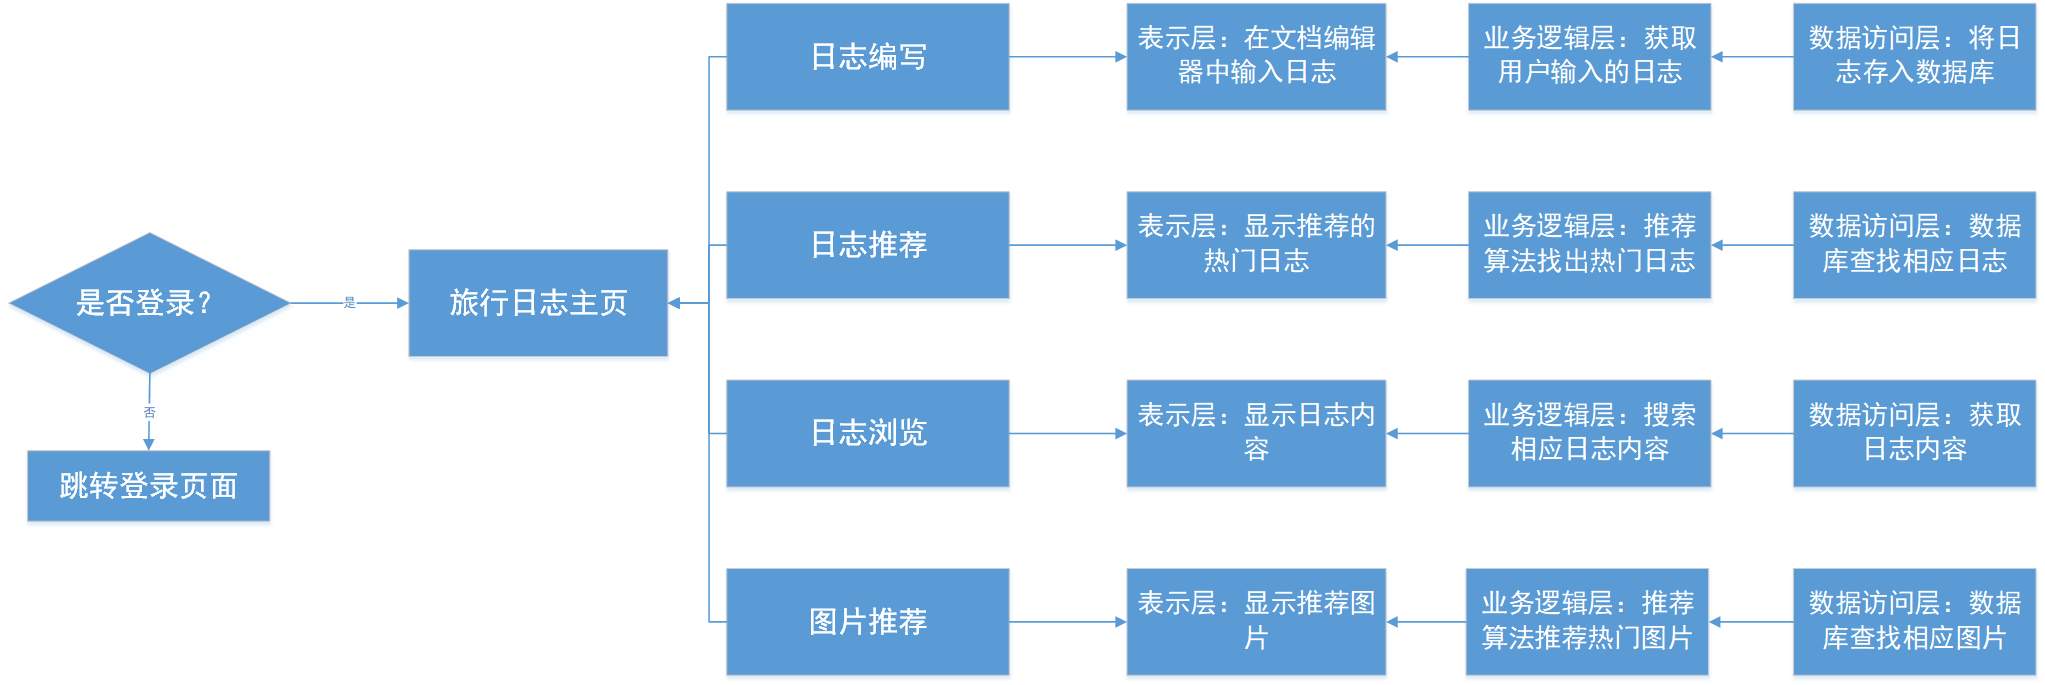 日志编写
表示层：在文档编辑
器中输入日志
业务逻辑层：获取
用户输入的日志
数据访问层：将日
志存入数据库
日志推荐
表示层：显示推荐的
热门日志
业务逻辑层：推荐
算法找出热门日志
数据访问层：数据
库查找相应日志
是否登录？
是
旅行日志主页
否
跳转登录页面
日志浏览
表示层：显示日志内
容
业务逻辑层：搜索
相应日志内容
数据访问层：获取
日志内容
图片推荐
表示层：显示推荐图
片
业务逻辑层：推荐
算法推荐热门图片
数据访问层：数据
库查找相应图片